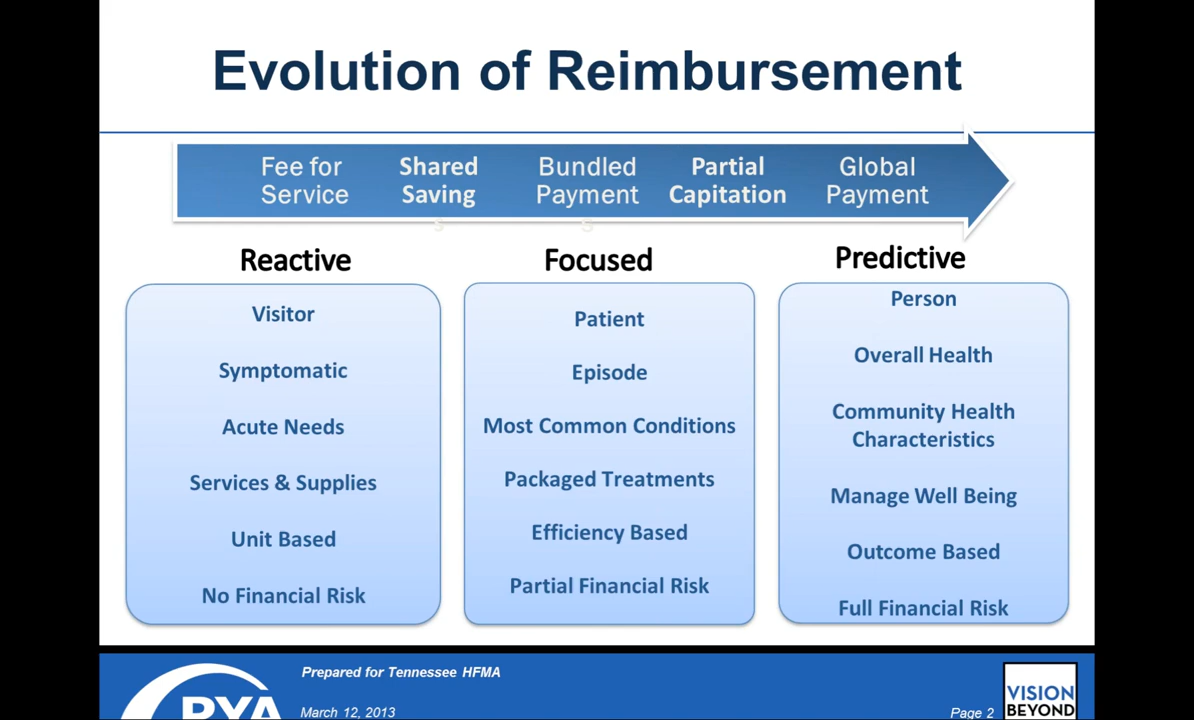 Evolution of Reimbursement
Fee for
Service
Shared
Saving
s
Bundled
Payment
s
Partial
Capitation
Global
Payment
Reactive
Visitor
Symptomatic
Acute Needs
Services & Supplies
Unit Based
No Financial Risk
Focused
Patient
Episode
Most Common Conditions
Packaged Treatments
Efficiency Based
Partial Financial Risk
Predictive
Person
Overall Health
Community Health
Characteristics
Manage Well Being
Outcome Based
Full Financial Risk
PYA
Prepared for Tennessee HFMA
March 12, 2013
Page 2
VISION
BEYOND